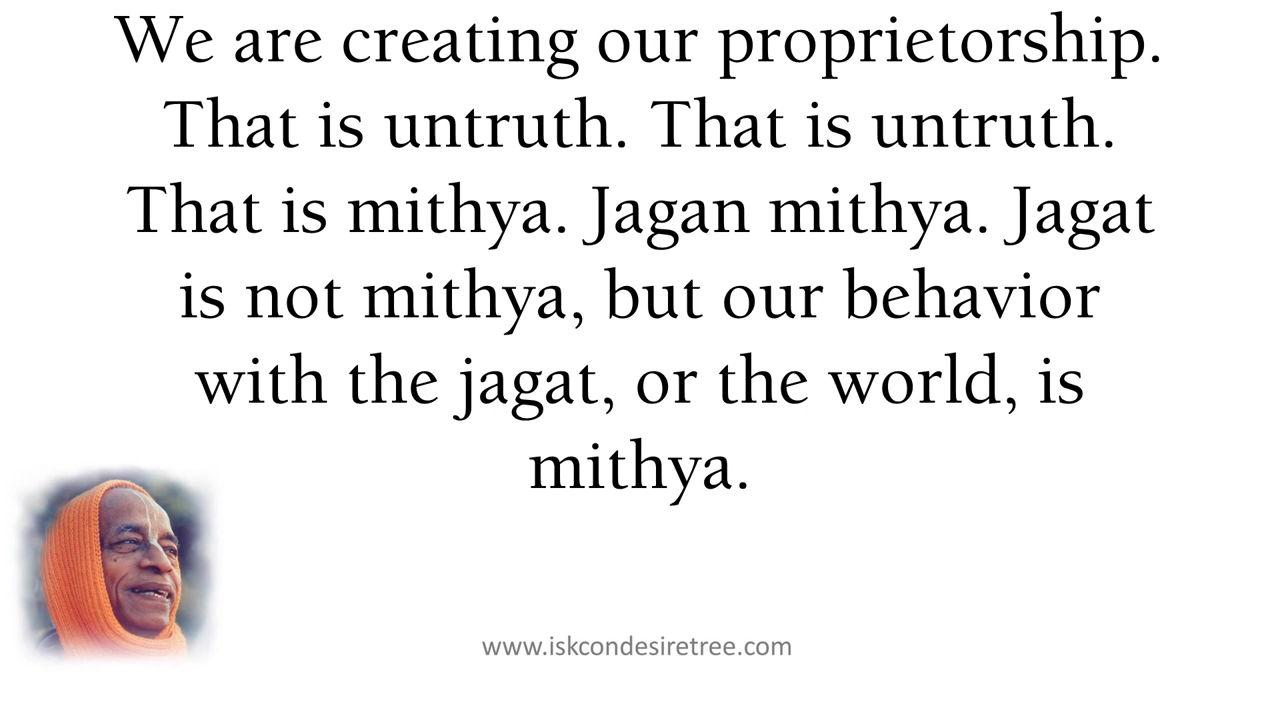 We are creating our proprietorship.
That is untruth. That is untruth.
That is mithya. Jagan mithya. Jagat
is not mithya, but our behavior
with the jagat, or the world, is
mithya.
www.iskcondesiretree.com